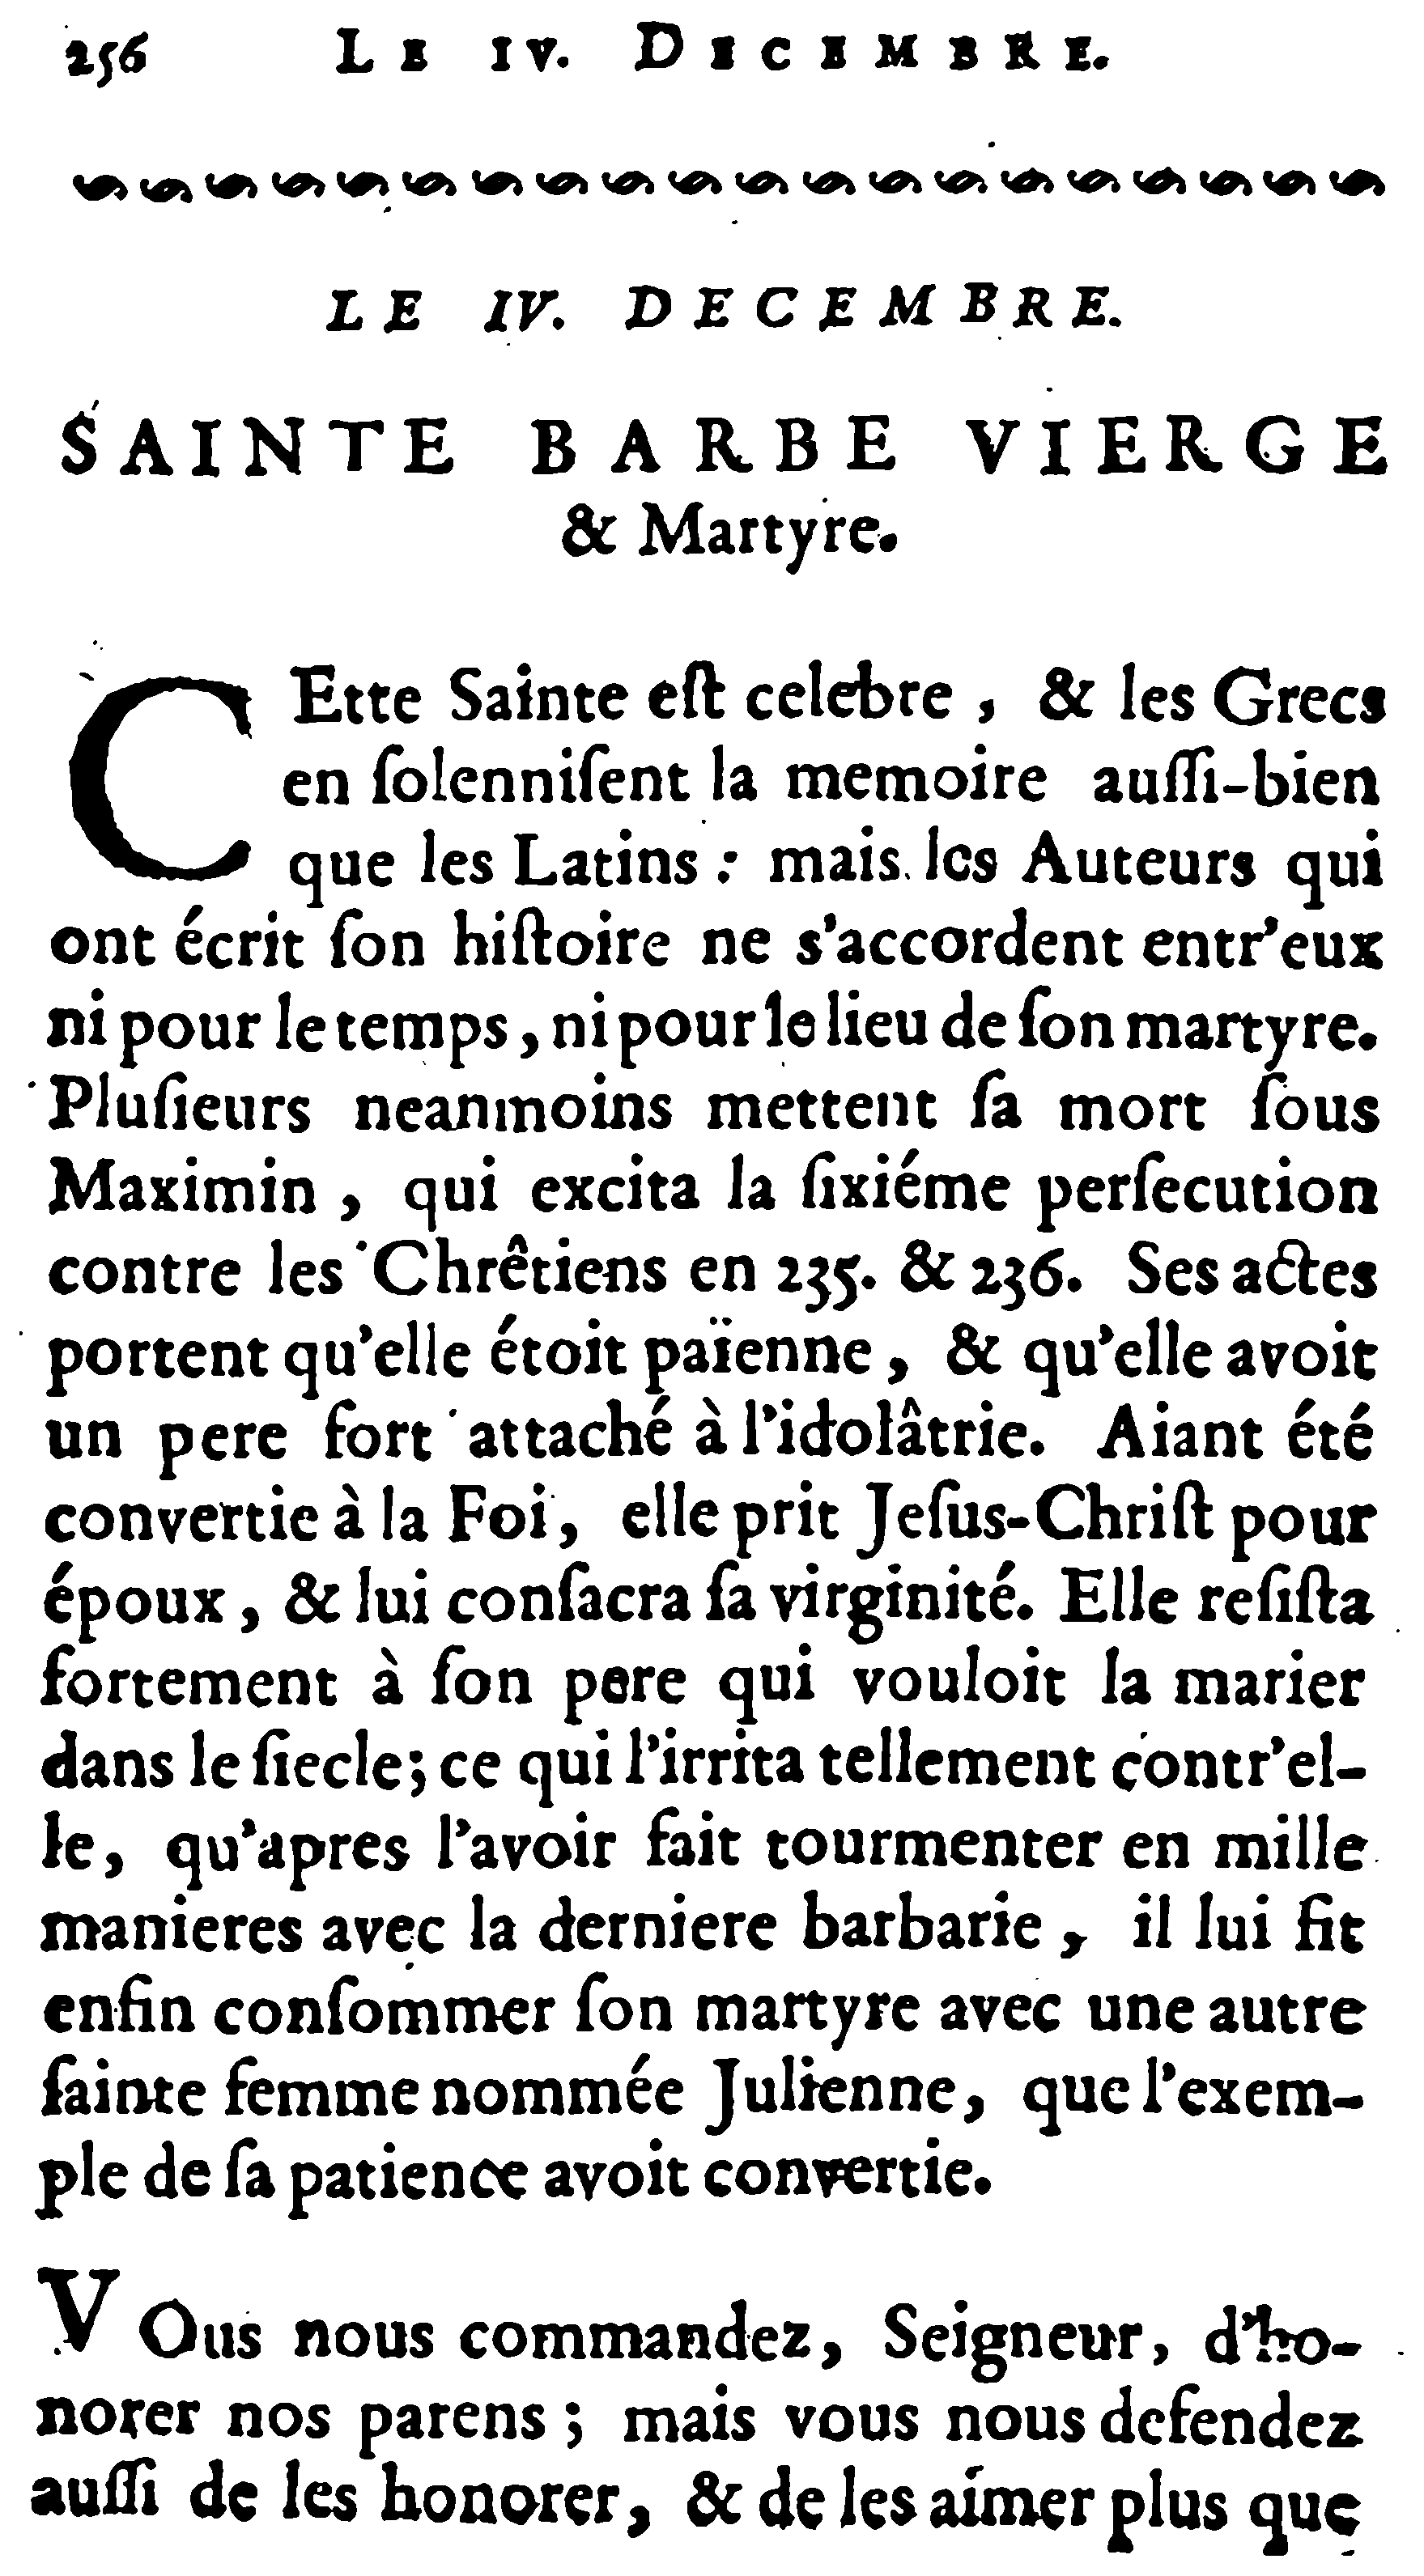 256 LE IV. DECEMBRE.
LE IV. DECEMBRE.
SAINTE BARBE VIERGE
& Martyre.
CEtte Sainte eſt celebre, & les Grecs
en ſolenniſent la memoire auſſi-bien
que les Latins: mais les Auteurs qui
ont écrit ſon hiſtoire ne s'accordent entr'eux
ni pour le temps, ni pour le lieu de ſon martyre.
Pluſieurs neanmoins mettent ſa mort ſous
Maximin, qui excita la ſixiéme perſecution
contre les Chrêtiens en 235. & 236. Ses actes
portent qu'elle étoit païenne, & qu'elle avoit
un pere fort attaché à l'idolâtrie. Aiant été
convertie à la Foi, elle prit Jeſus-Chriſt pour
époux, & lui conſacra ſa virginité. Elle reſiſta
fortement à ſon pere qui vouloit la marier
dans le ſiecle; ce qui l'irrita tellement contr'el-
le, qu'apres l'avoir fait tourmenter en mille
manieres avec la derniere barbarie, il lui fit
enfin conſommer ſon martyre avec une autre
ſainte femme nommée Julienne, que l'exem-
ple de ſa patience avoit convertie.
VOus nous commandez, Seigneur, d'ho-
norer nos parens; mais vous nous defendez
auſſi de les honorer, & de les aimer plus que